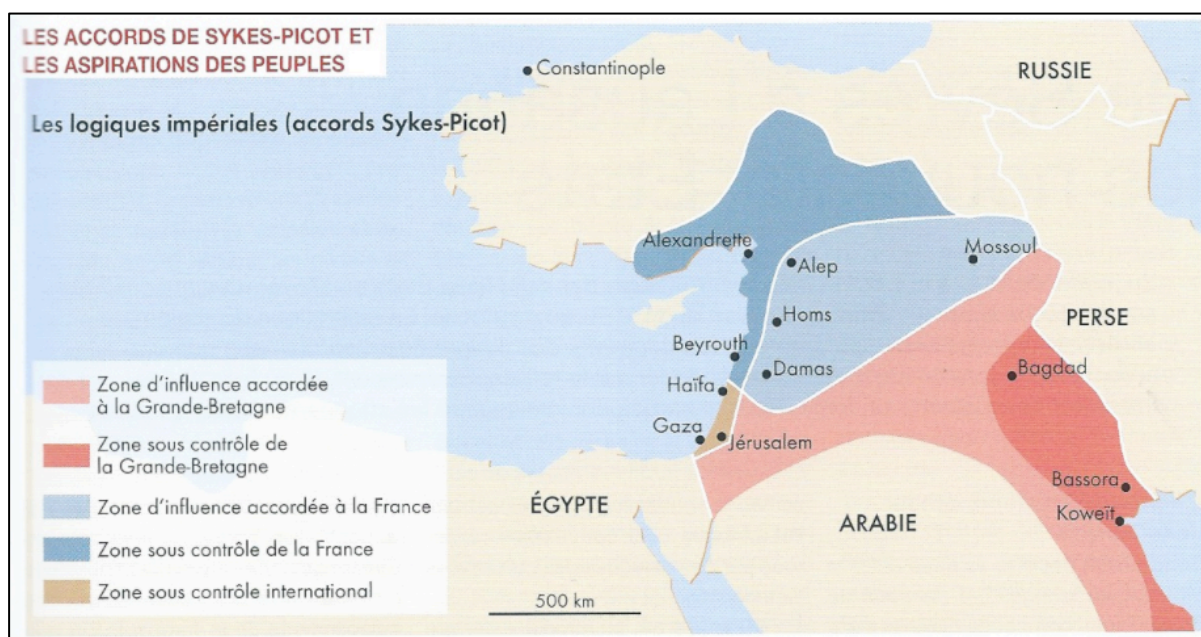 LES ACCORDS DE SYKES-PICOT ET
LES ASPIRATIONS DES PEUPLES
Les logiques impériales (accords Sykes-Picot)
Constantinople
RUSSIE
Alexandrette
Alep
Mossoul
Homs
PERSE
Beyrouth
Damas
Bagdad
Haïfa
Gaza
Jérusalem
Bassora
Koweït
ÉGYPTE
ARABIE
Zone d'influence accordée
à la Grande-Bretagne
Zone sous contrôle de
la Grande-Bretagne
Zone d'influence accordée à la France
Zone sous contrôle de la France
Zone sous contrôle international
500 km